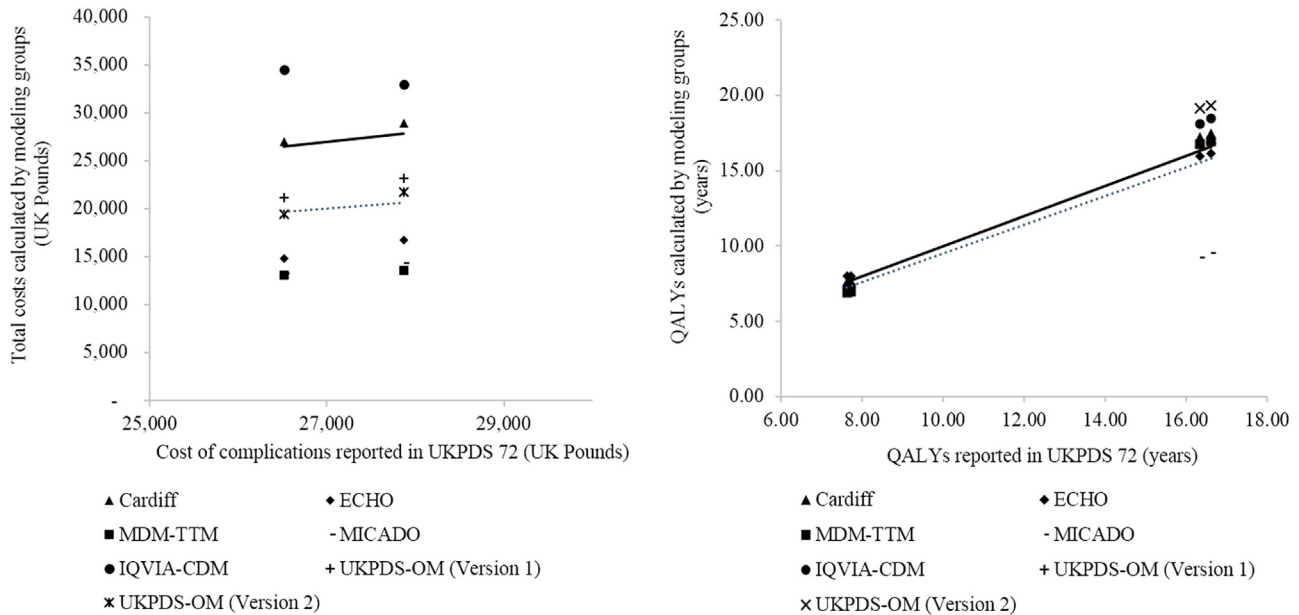 Total costs calculated by modeling groups
(UK Pounds)
40,000
35,000
30,000
25,000
20,000
15,000
10,000
5,000
-
25,000
27,000
29,000
Cost of complications reported in UKPDS 72 (UK Pounds)
Cardiff
ECHO
MDM-TTM
MICADO
IQVIA-CDM
UKPDS-OM (Version 1)
UKPDS-OM (Version 2)
QALYs calculated by modeling groups
(years)
25.00
20.00
15.00
10.00
5.00
0.00
6.00
8.00
10.00
12.00
14.00
16.00
18.00
QALYs reported in UKPDS 72 (years)
Cardiff
ECHO
MDM-TTM
MICADO
IQVIA-CDM
UKPDS-OM (Version 1)
UKPDS-OM (Version 2)